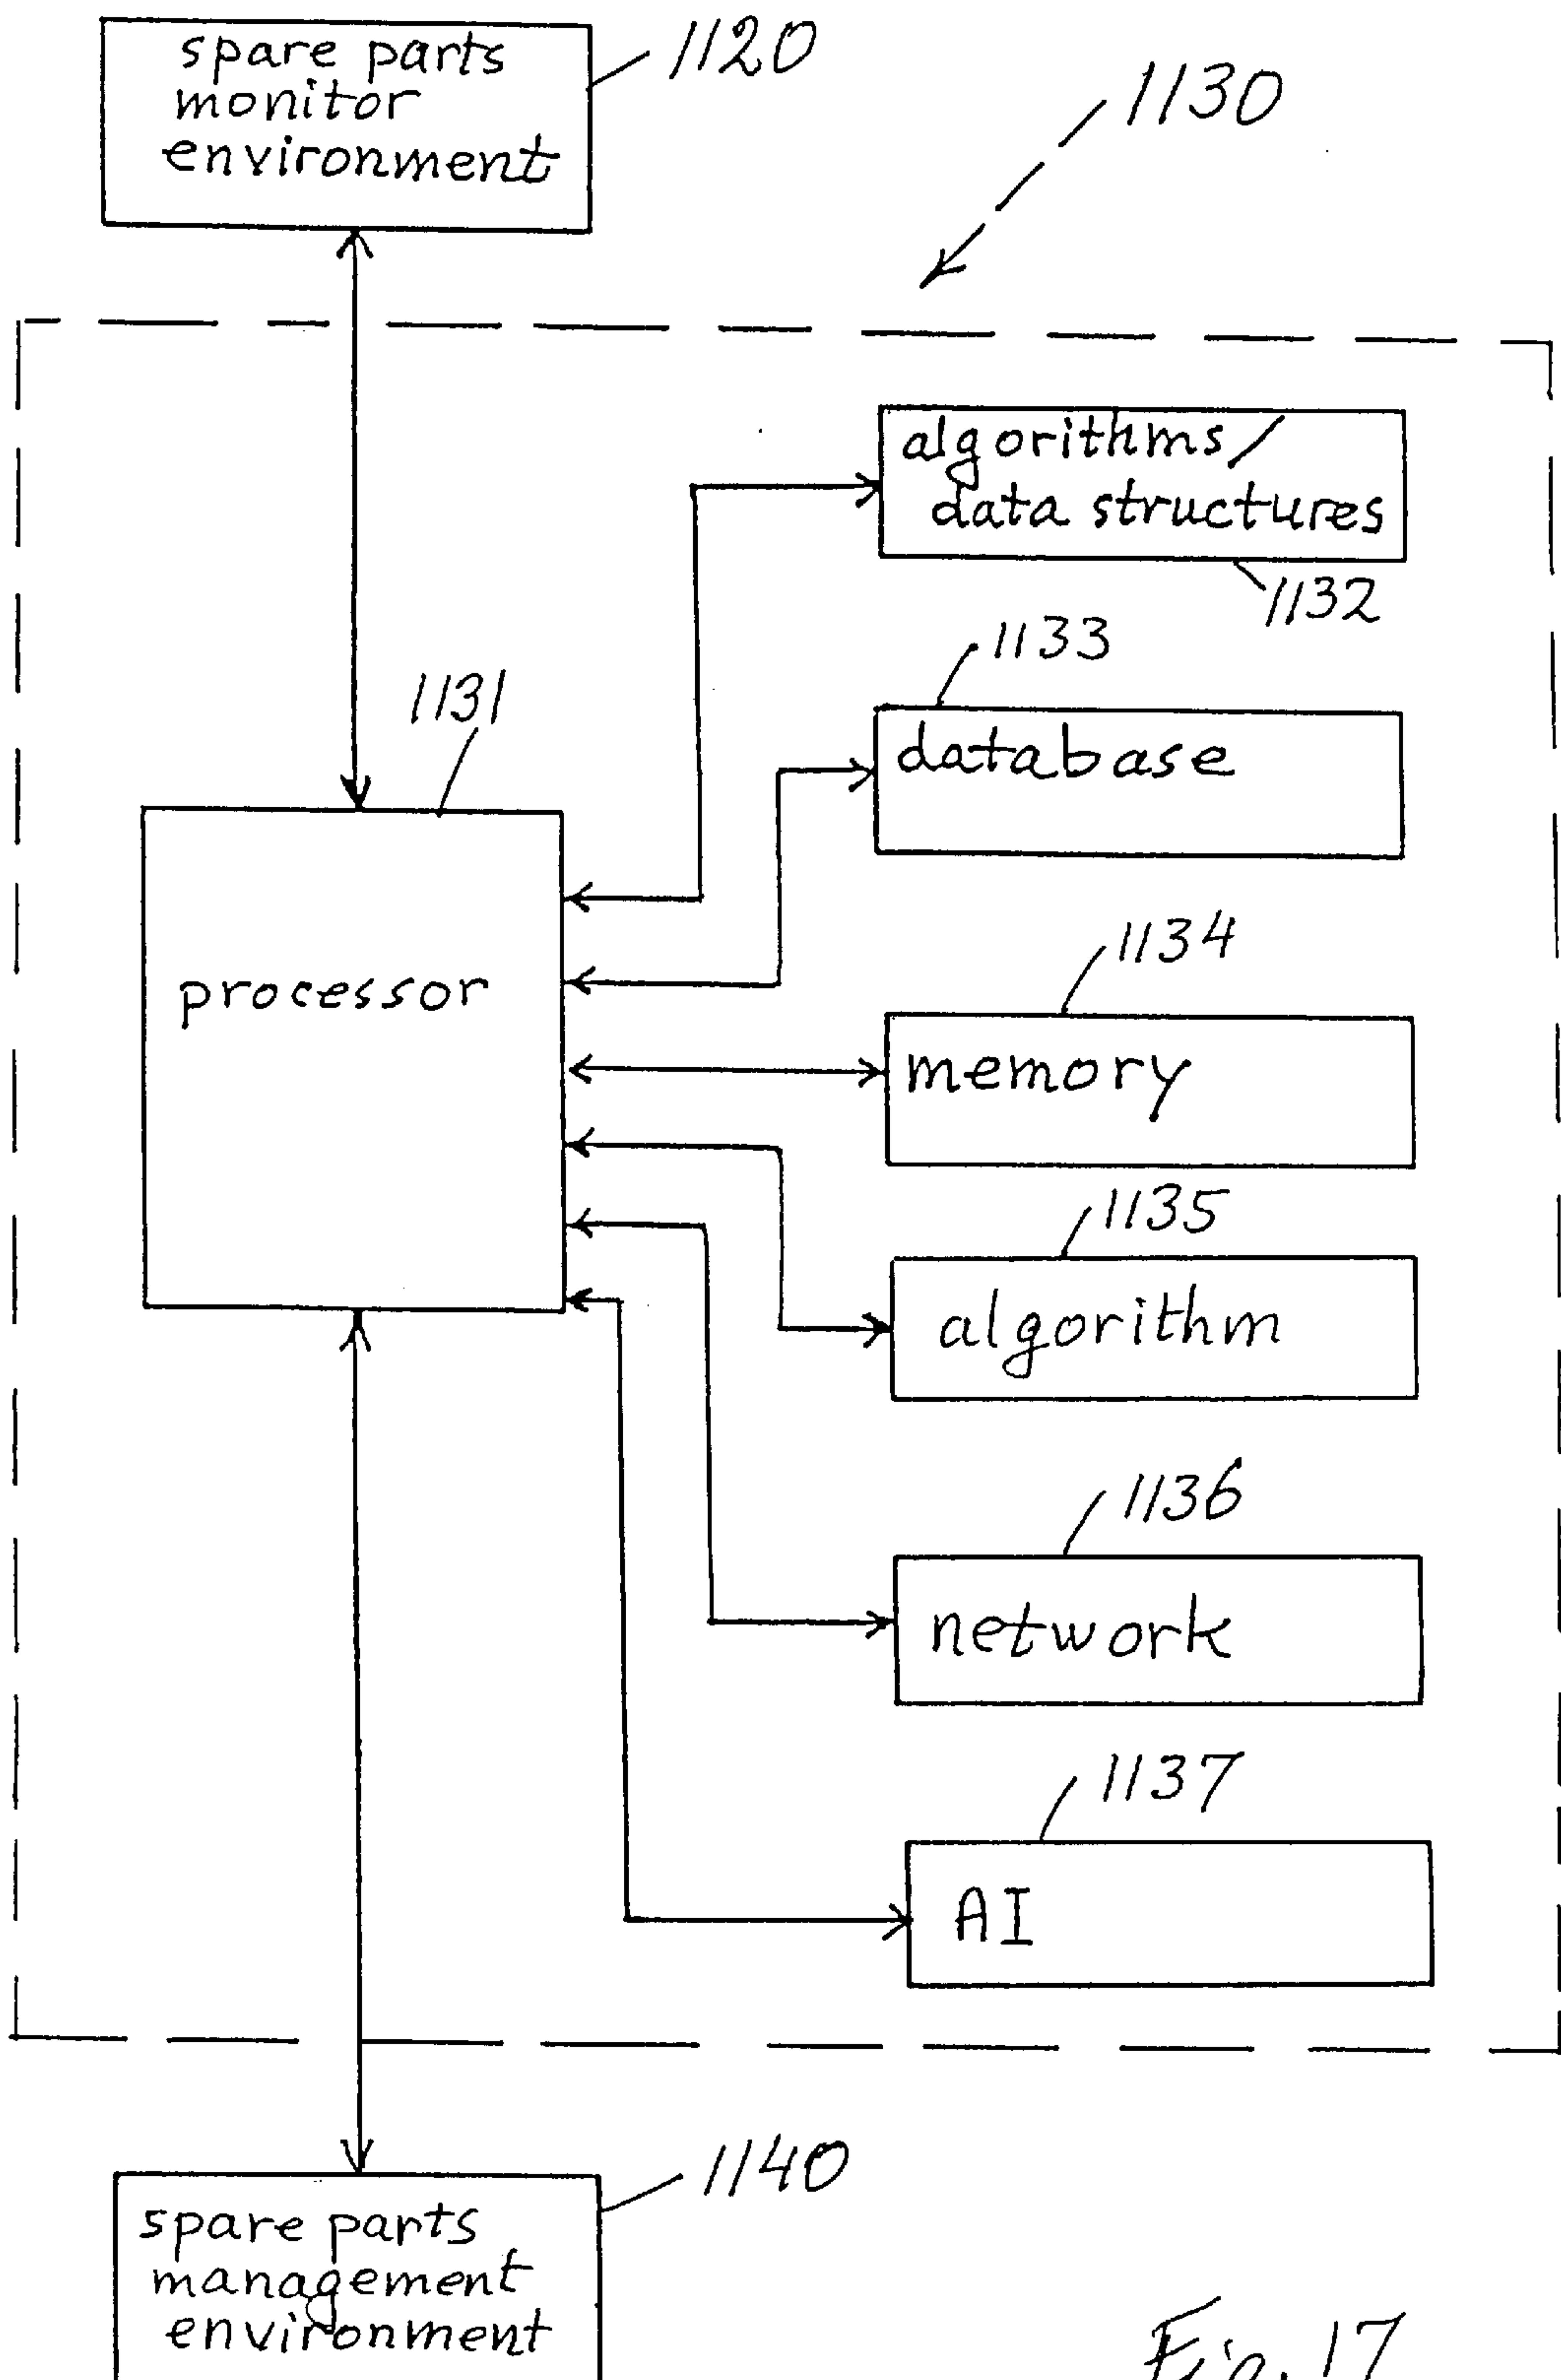 spare parts
monitor
environment
1120
1130
algorithms/
data structures
1132
1133
database
1131
processor
1134
memory
1135
algorithm
1136
network
1137
AI
1140
spare parts
management
environment
Fig. 17